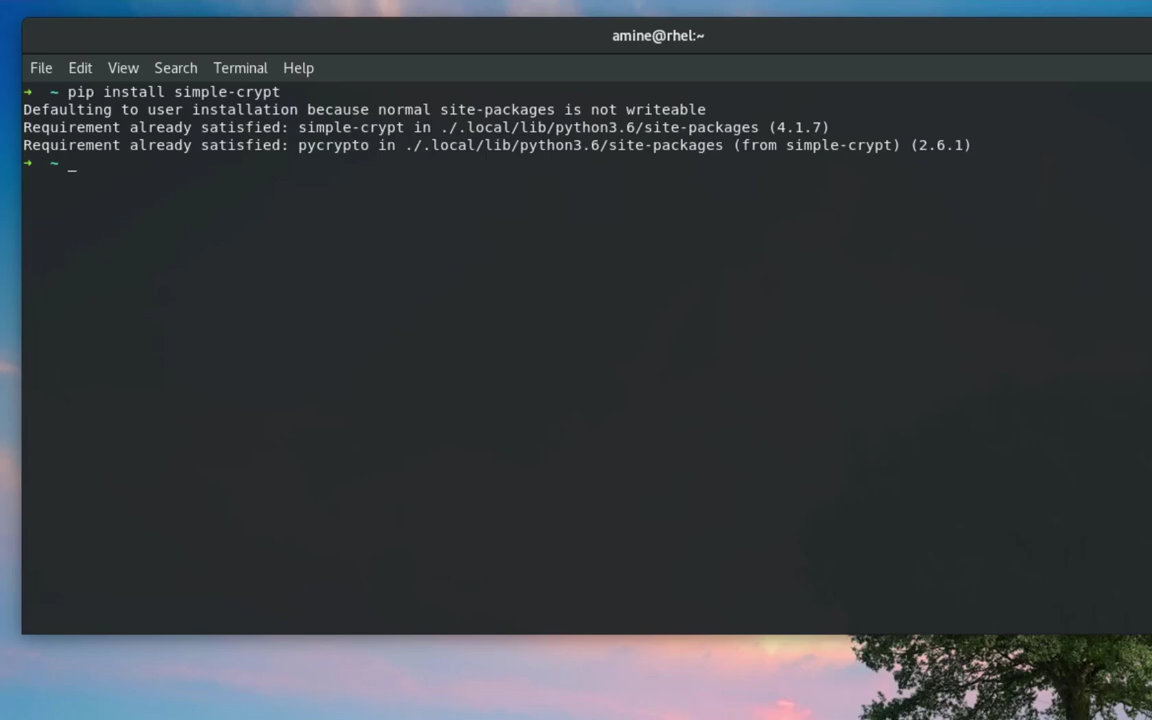 amine@rhel:~
File Edit View Search Terminal Help
➜ ~ pip install simple-crypt
Defaulting to user installation because normal site-packages is not writeable
Requirement already satisfied: simple-crypt in ./.local/lib/python3.6/site-packages (4.1.7)
Requirement already satisfied: pycrypto in ./.local/lib/python3.6/site-packages (from simple-crypt) (2.6.1)
➜ ~ _